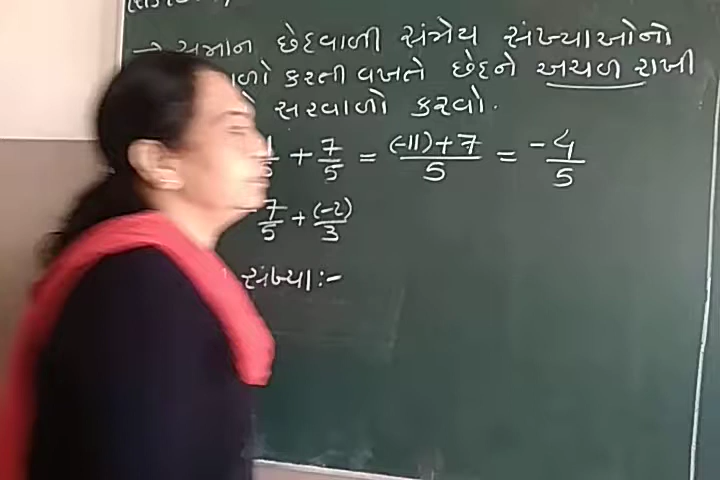 સમાન છેદવાળી સંમેય સંખ્યાઓનો
કરતી વખતે છેદને અચળ રાખી
સરવાળો કરવો.
+ 7/5 = (-11)+7/5 = -4/5
7/5 + (-2)/3
સંખ્યા:-